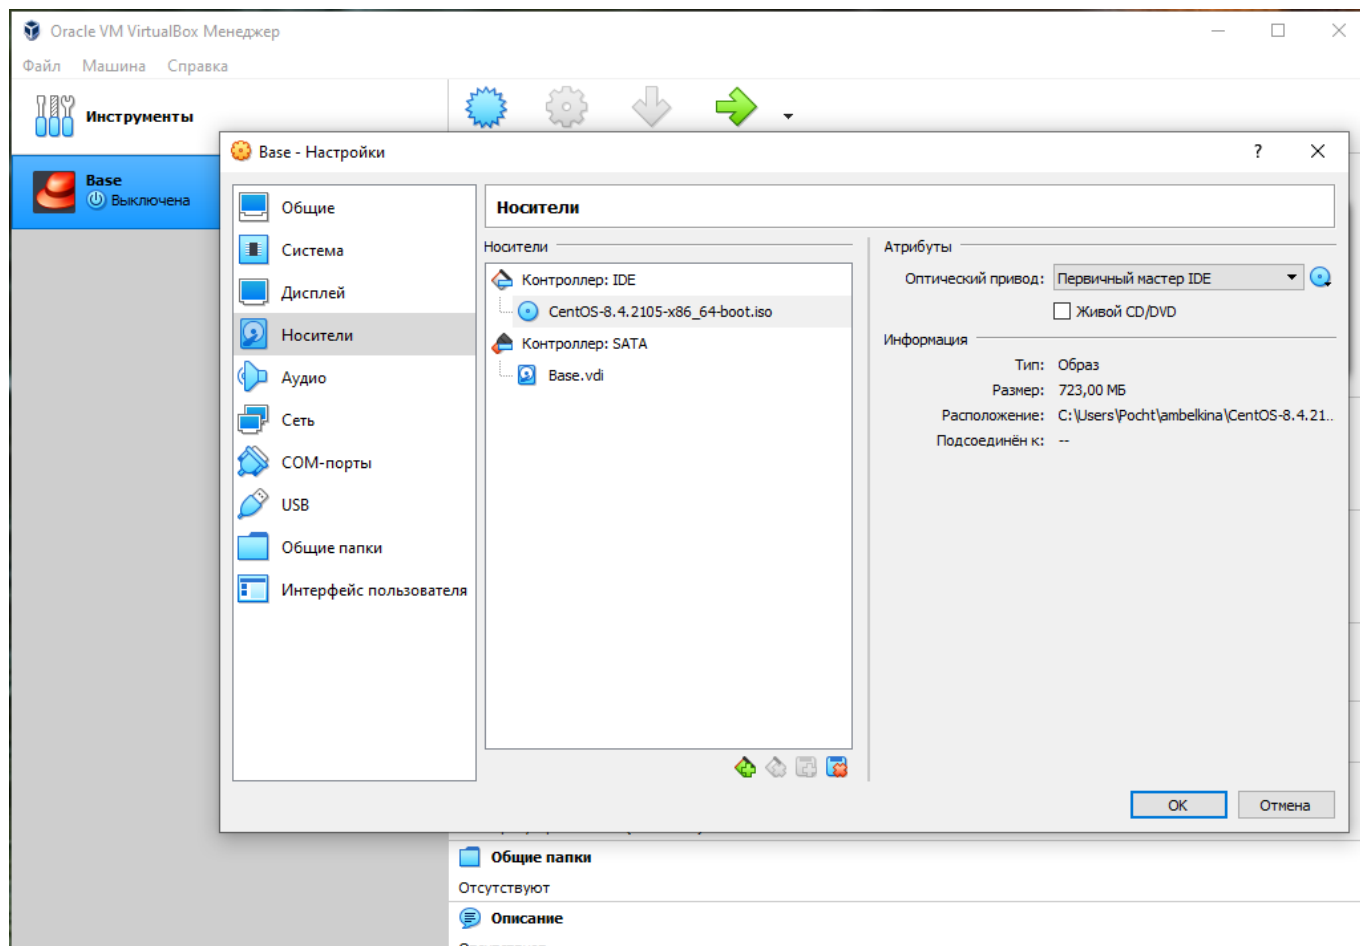 Oracle VM VirtualBox Менеджер
Файл Машина Справка
Инструменты
Base
Выключена
Base - Настройки
?
Общие
Система
Дисплей
Носители
Аудио
Сеть
COM-порты
USB
Общие папки
Интерфейс пользователя
Носители
Носители
Контроллер: IDE
CentOS-8.4.2105-x86_64-boot.iso
Контроллер: SATA
Base.vdi
Атрибуты
Оптический привод: Первичный мастер IDE
Живой CD/DVD
Информация
Тип: Образ
Размер: 723,00 МБ
Расположение: C:\Users\Pocht\ambelkina\CentOS-8.4.21..
Подсоединён к: --
OK Отмена
Общие папки
Отсутствуют
Описание